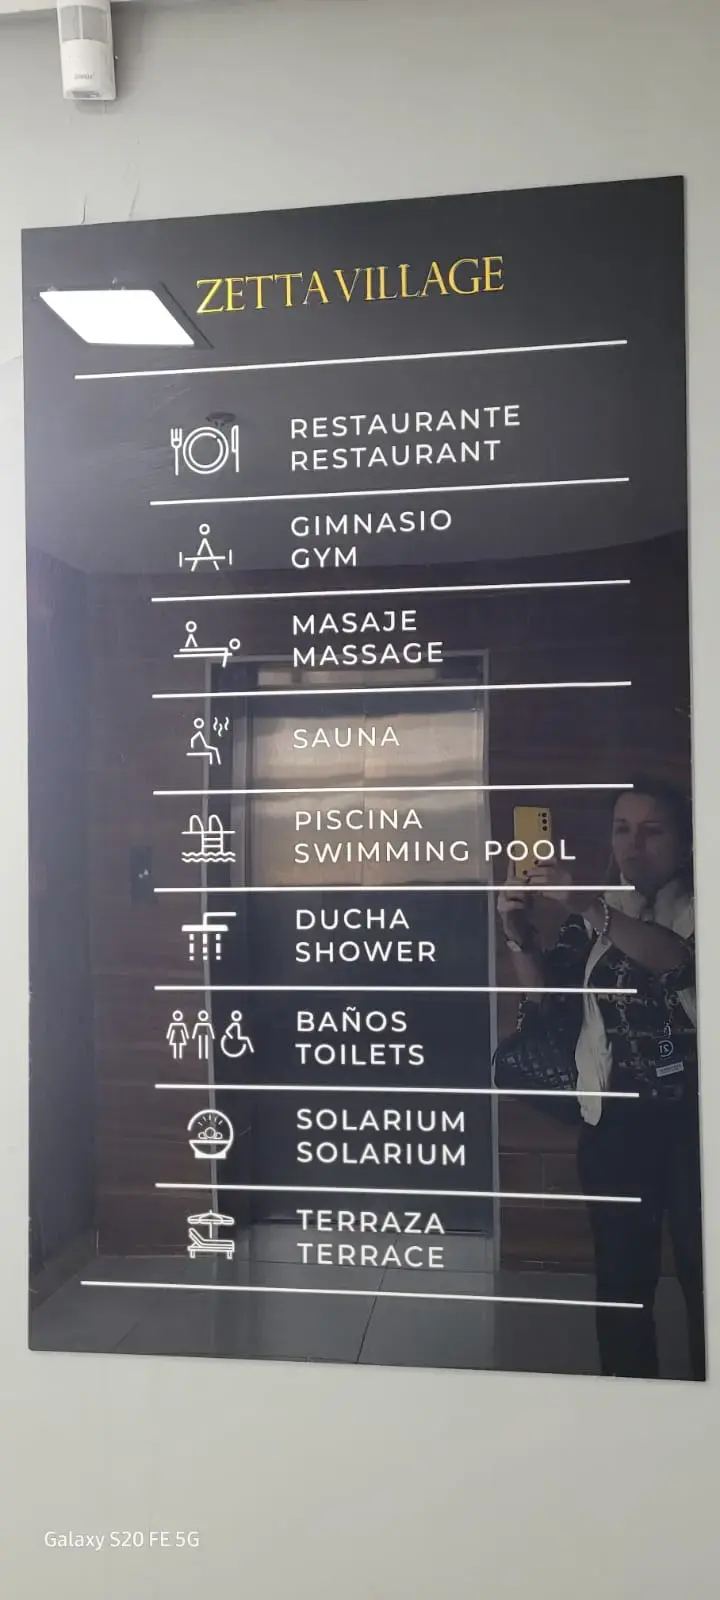 ZETTA VILLAGE
RESTAURANTE
RESTAURANT
GIMNASIO
GYM
MASAJE
MASSAGE
SAUNA
PISCINA
SWIMMING POOL
DUCHA
SHOWER
BAÑOS
TOILETS
SOLARIUM
SOLARIUM
TERRAZA
TERRACE
Galaxy S20 FE 5G